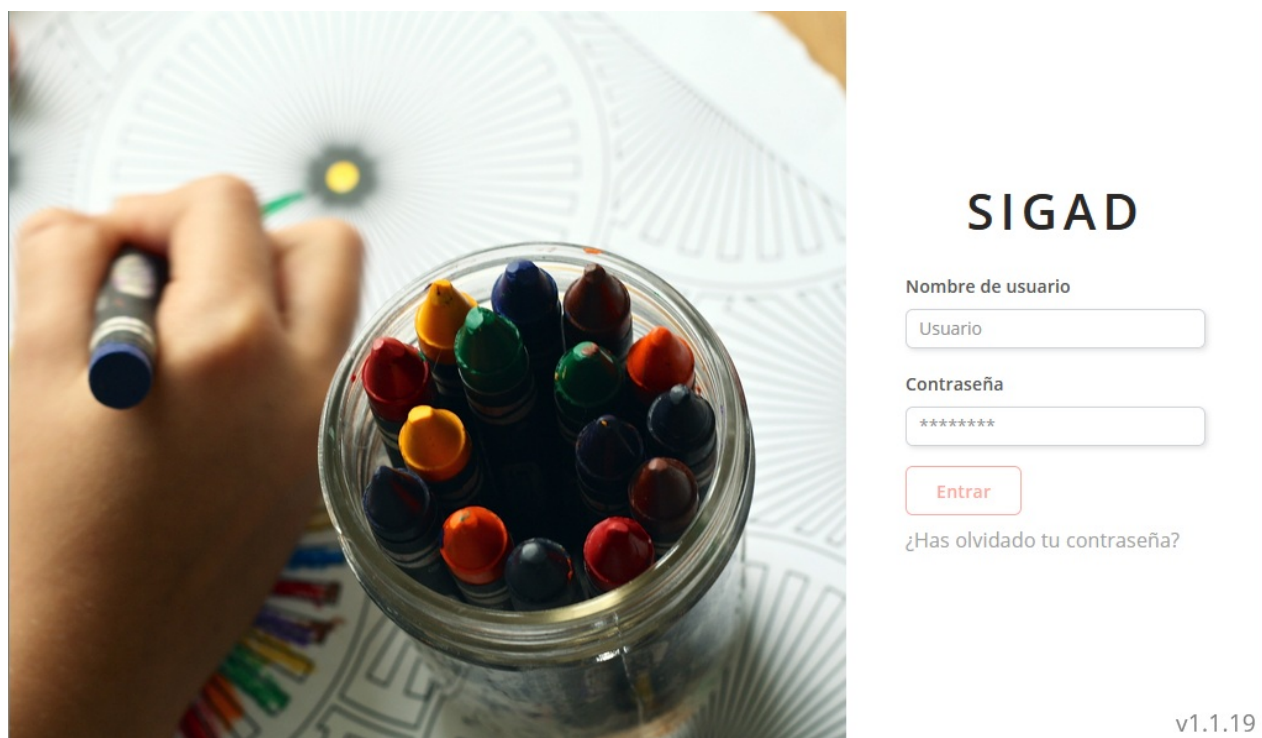 SIGAD
Nombre de usuario
Usuario
Contraseña
********
Entrar
¿Has olvidado tu contraseña?
v1.1.19